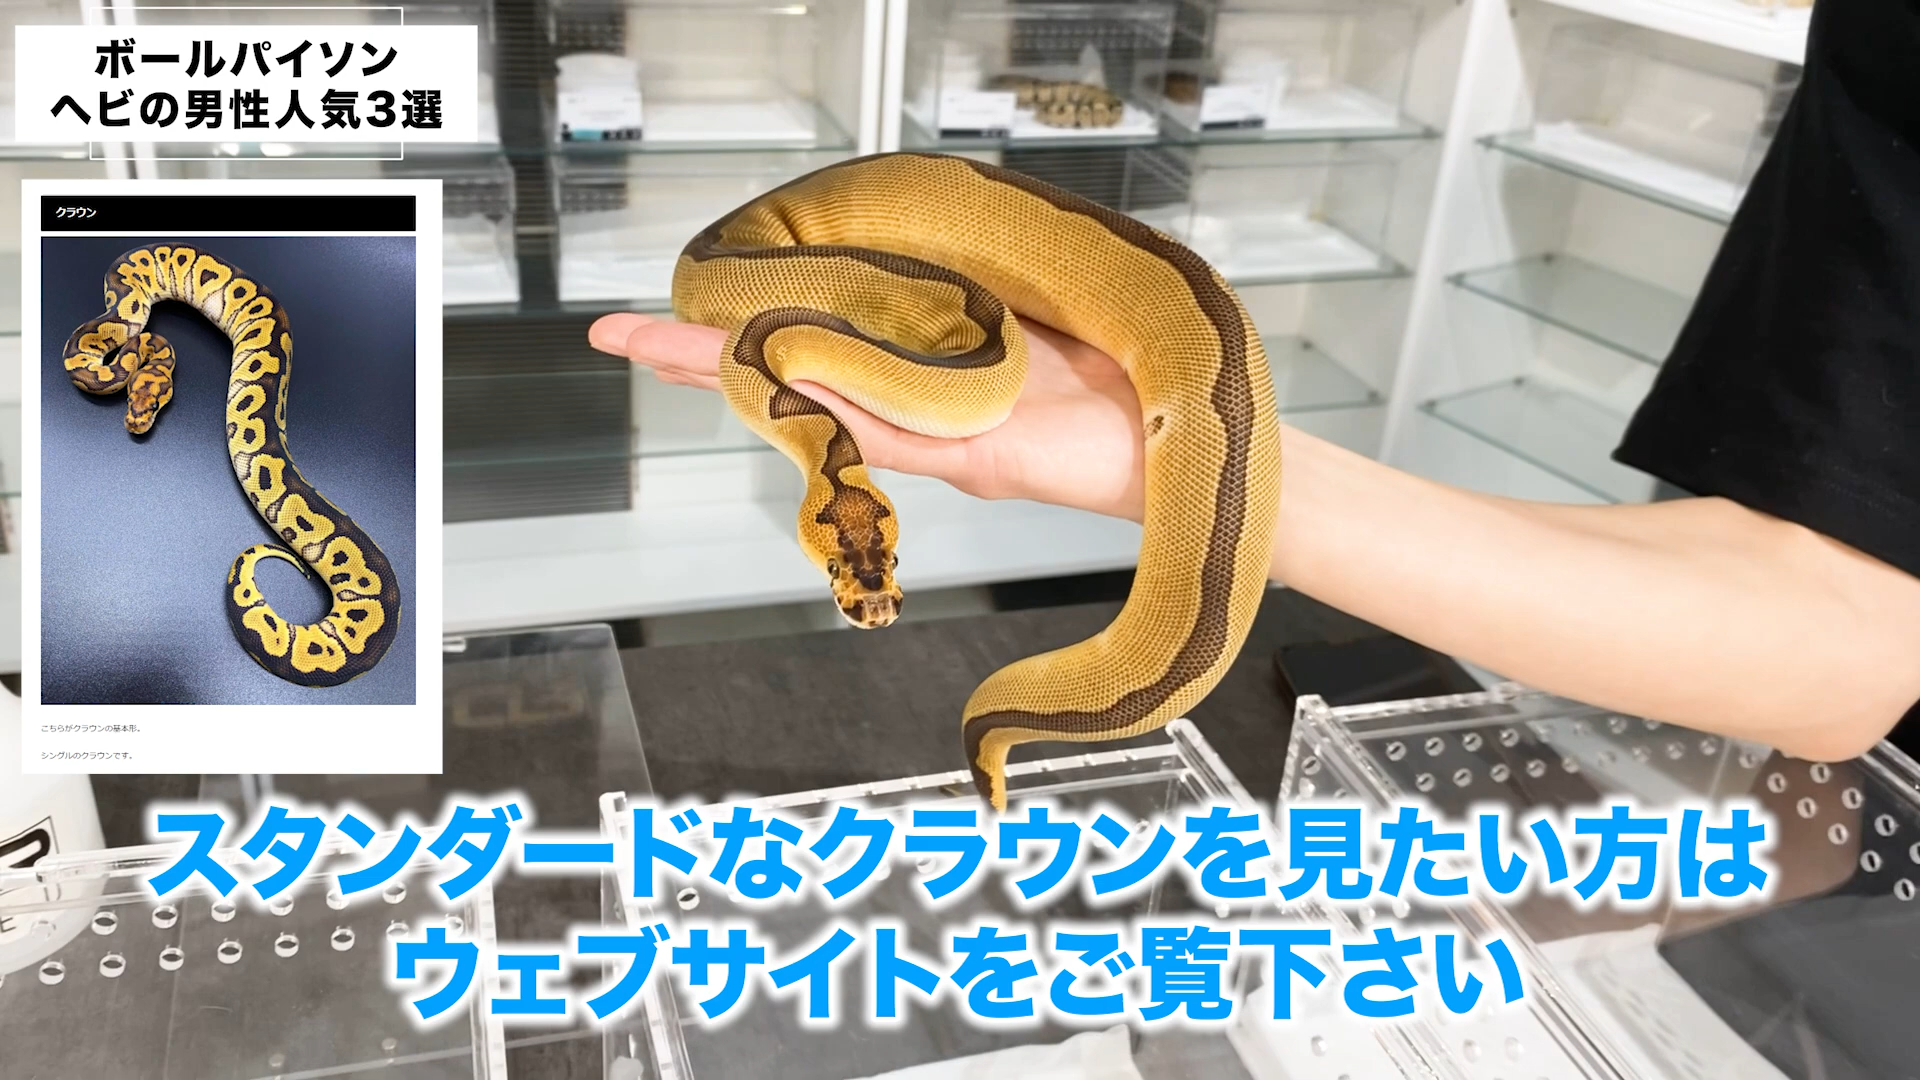 ボールパイソン
ヘビの男性人気3選
クラウン
こちらがクラウンの基本形。
シングルのクラウンです。
スタンダードなクラウンを見たい方は
ウェブサイトをご覧下さい